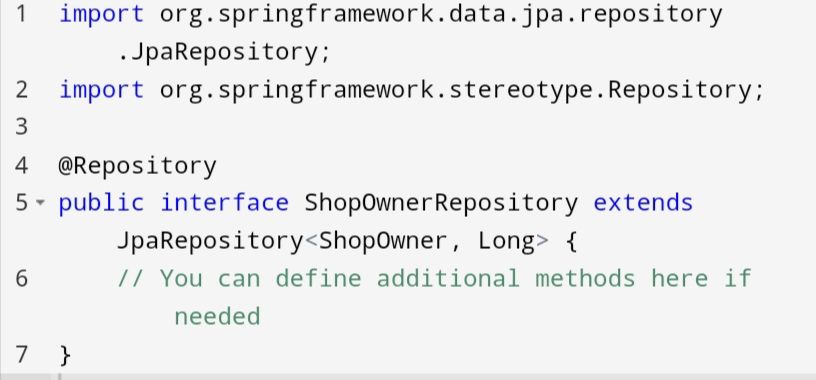 1 import org.springframework.data.jpa.repository
.JpaRepository;
2 import org.springframework.stereotype.Repository;
3
4 @Repository
5 public interface ShopOwnerRepository extends
JpaRepository<ShopOwner, Long> {
6 // You can define additional methods here if
needed
7 }